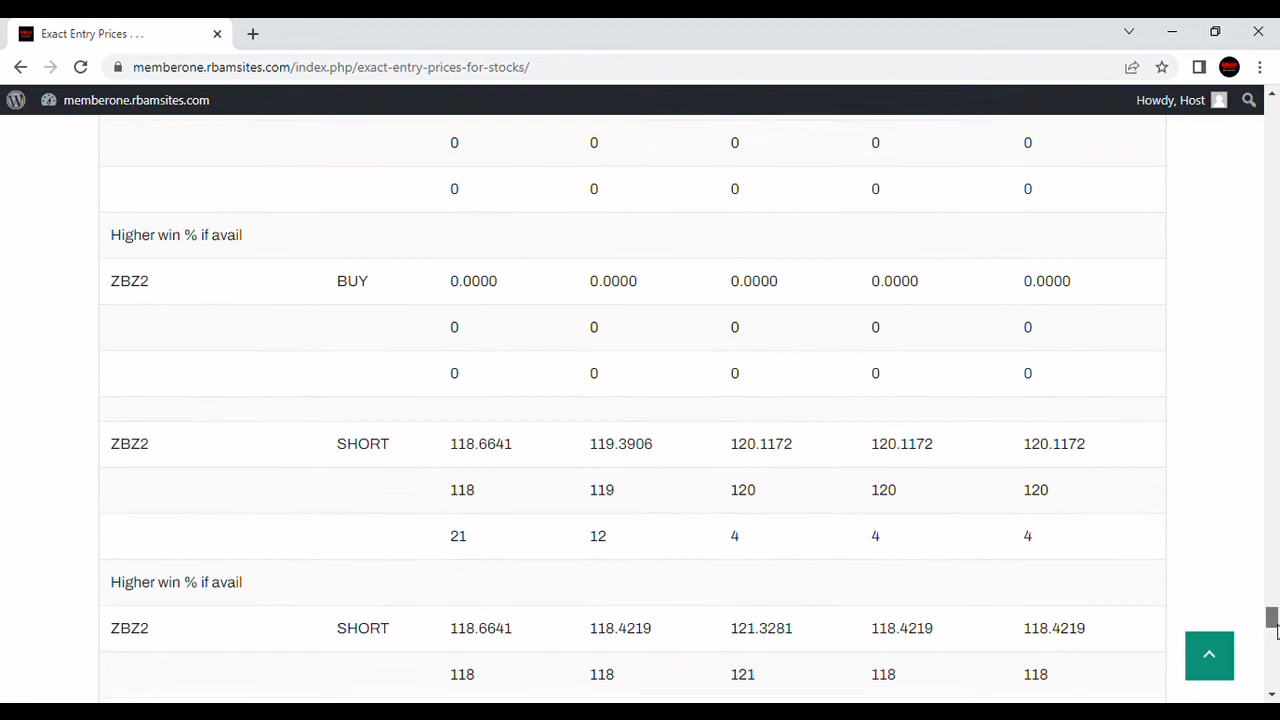 Exact Entry Prices . . .
memberone.rbamsites.com/index.php/exact-entry-prices-for-stocks/
memberone.rbamsites.com Howdy, Host
0 0 0 0 0
0 0 0 0 0
Higher win % if avail
ZBZ2 BUY 0.0000 0.0000 0.0000 0.0000 0.0000
0 0 0 0 0
0 0 0 0 0
ZBZ2 SHORT 118.6641 119.3906 120.1172 120.1172 120.1172
118 119 120 120 120
21 12 4 4 4
Higher win % if avail
ZBZ2 SHORT 118.6641 118.4219 121.3281 118.4219 118.4219
118 118 121 118 118